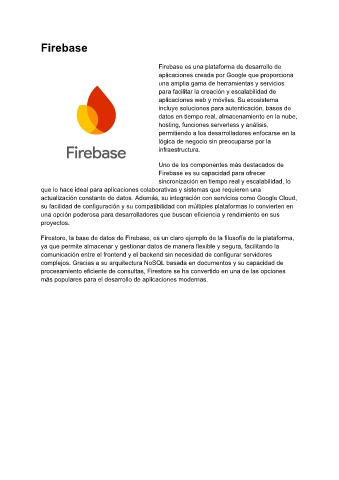 Firebase
Firebase es una plataforma de desarrollo de
aplicaciones creada por Google que proporciona
una amplia gama de herramientas y servicios
para facilitar la creación y escalabilidad de
aplicaciones web y móviles. Su ecosistema
incluye soluciones para autenticación, bases de
datos en tiempo real, almacenamiento en la nube,
hosting, funciones serverless y análisis,
permitiendo a los desarrolladores enfocarse en la
lógica de negocio sin preocuparse por la
infraestructura.
Firebase
Uno de los componentes más destacados de
Firebase es su capacidad para ofrecer
sincronización en tiempo real y escalabilidad, lo
que lo hace ideal para aplicaciones colaborativas y sistemas que requieren una
actualización constante de datos. Además, su integración con servicios como Google Cloud,
su facilidad de configuración y su compatibilidad con múltiples plataformas lo convierten en
una opción poderosa para desarrolladores que buscan eficiencia y rendimiento en sus
proyectos.
Firestore, la base de datos de Firebase, es un claro ejemplo de la filosofía de la plataforma,
ya que permite almacenar y gestionar datos de manera flexible y segura, facilitando la
comunicación entre el frontend y el backend sin necesidad de configurar servidores
complejos. Gracias a su arquitectura NoSQL basada en documentos y su capacidad de
procesamiento eficiente de consultas, Firestore se ha convertido en una de las opciones
más populares para el desarrollo de aplicaciones modernas.